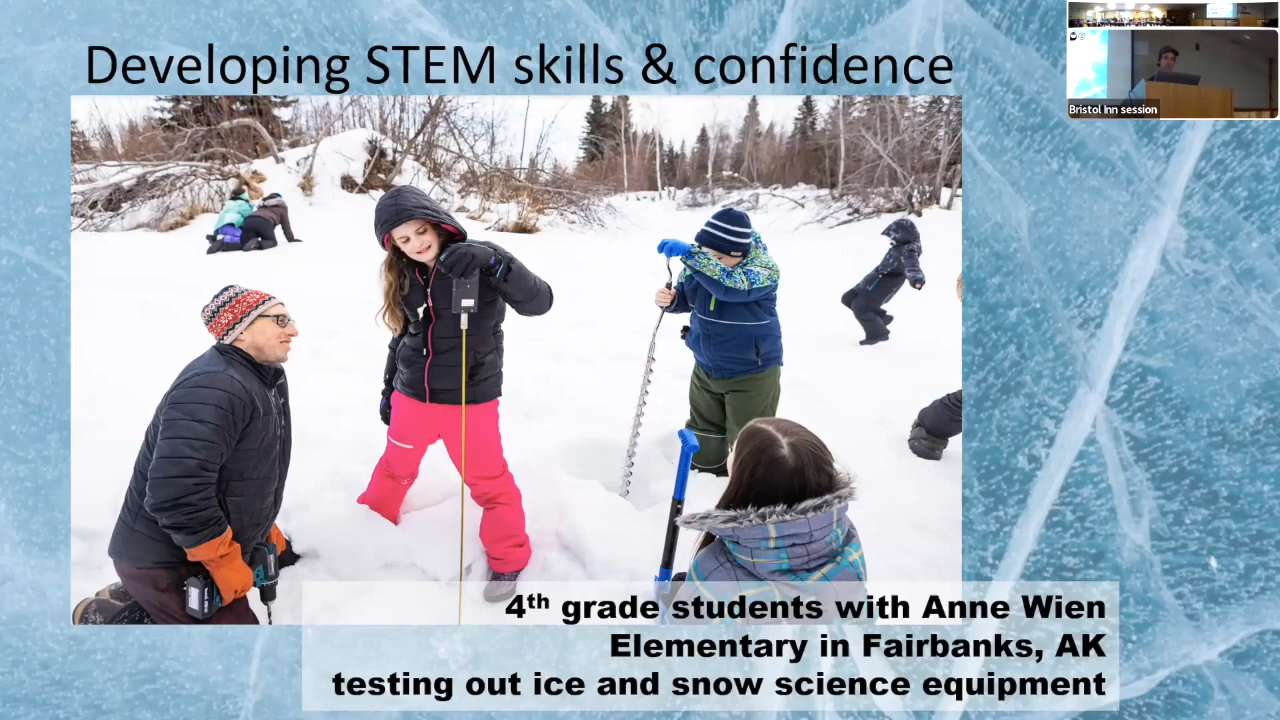 Developing STEM skills & confidence
Bristol Inn session
4th grade students with Anne Wien
Elementary in Fairbanks, AK
testing out ice and snow science equipment